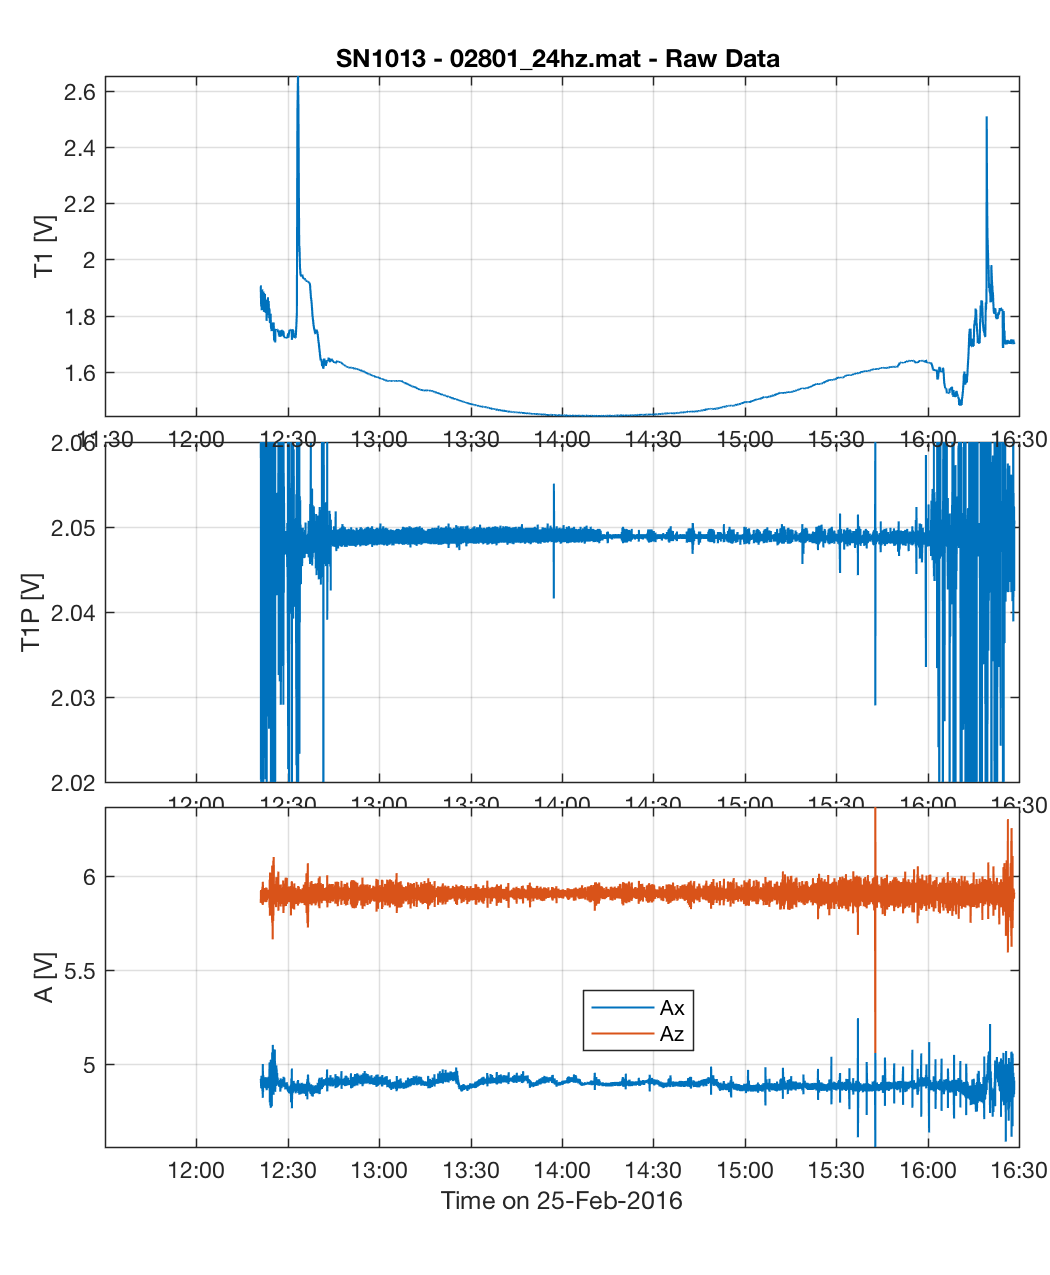 SN1013 - 02801_24hz.mat - Raw Data
2.6
2.4
2.2
2
1.8
1.6
T1 [V]
11:30 12:00 12:30 13:00 13:30 14:00 14:30 15:00 15:30 16:00 16:30
2.06
2.05
2.04
2.03
2.02
T1P [V]
12:00 12:30 13:00 13:30 14:00 14:30 15:00 15:30 16:00 16:30
6
5.5
5
A [V]
Ax
Az
12:00 12:30 13:00 13:30 14:00 14:30 15:00 15:30 16:00 16:30
Time on 25-Feb-2016